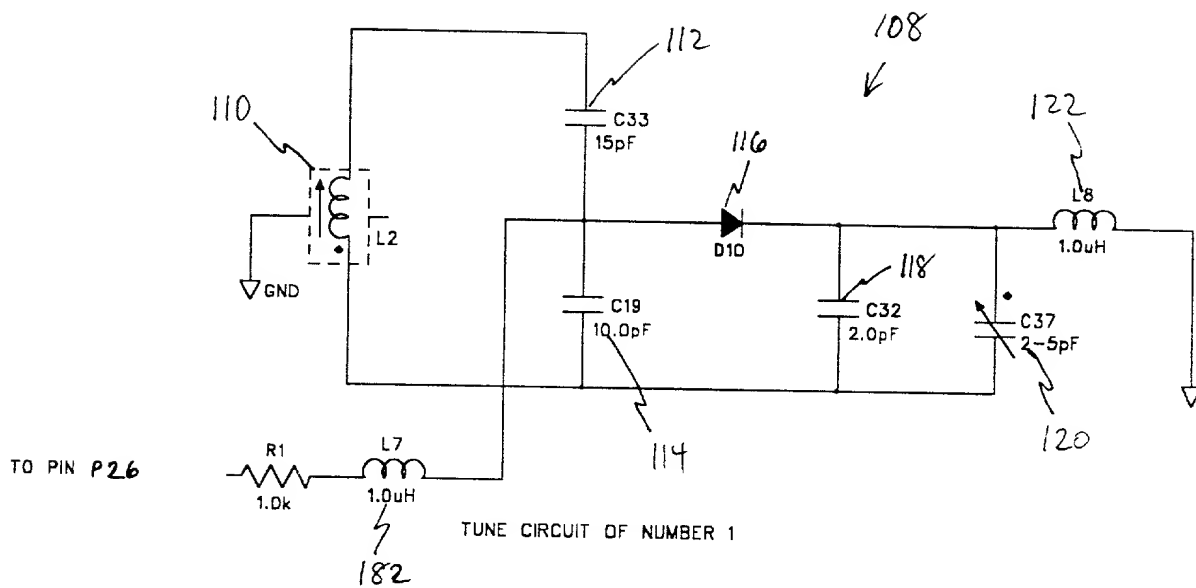 108
112
110
C33
15pF
122
116
L8
1.0uH
L2
D10
118
GND
C19
10.0pF
C32
2.0pF
C37
2-5pF
114
120
TO PIN P26
R1
1.0k
L7
1.0uH
TUNE CIRCUIT OF NUMBER 1
182